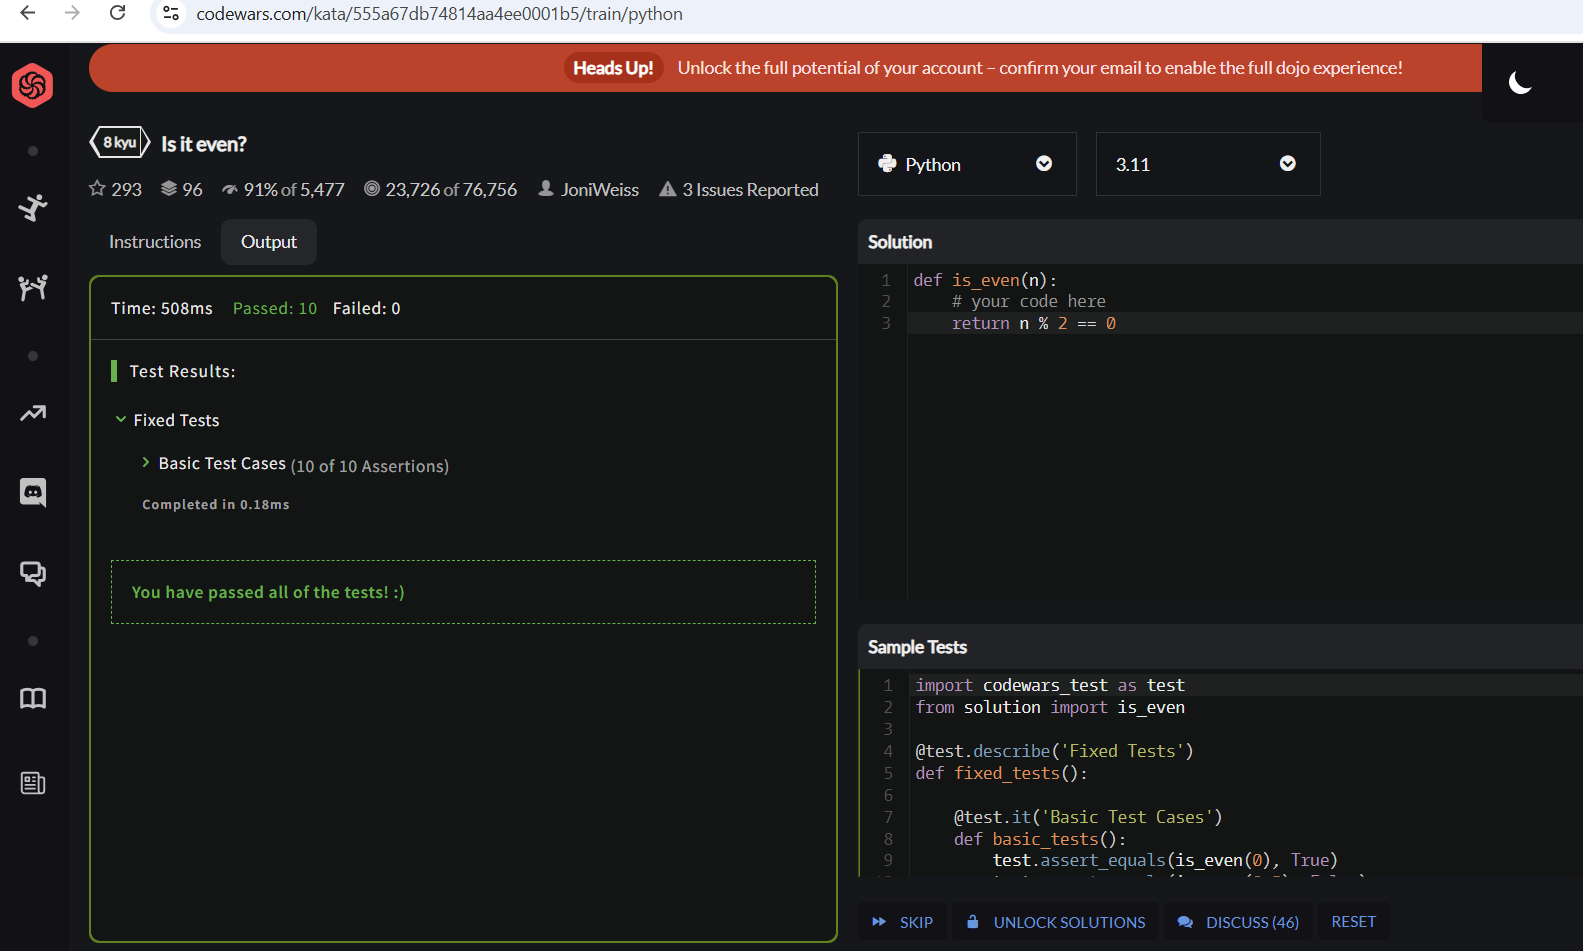 codewars.com/kata/555a67db74814aa4ee0001b5/train/python
Heads Up! Unlock the full potential of your account – confirm your email to enable the full dojo experience!
8 kyu Is it even?
293 96 91% of 5,477 23,726 of 76,756 JoniWeiss 3 Issues Reported
Instructions Output
Time: 508ms Passed: 10 Failed: 0
Test Results:
Fixed Tests
Basic Test Cases (10 of 10 Assertions)
Completed in 0.18ms
You have passed all of the tests! :)
Python 3.11
Solution
1 def is_even(n):
2     # your code here
3     return n % 2 == 0
Sample Tests
1 import codewars_test as test
2 from solution import is_even
3
4 @test.describe('Fixed Tests')
5 def fixed_tests():
6
7     @test.it('Basic Test Cases')
8     def basic_tests():
9         test.assert_equals(is_even(0), True)
SKIP UNLOCK SOLUTIONS DISCUSS (46) RESET